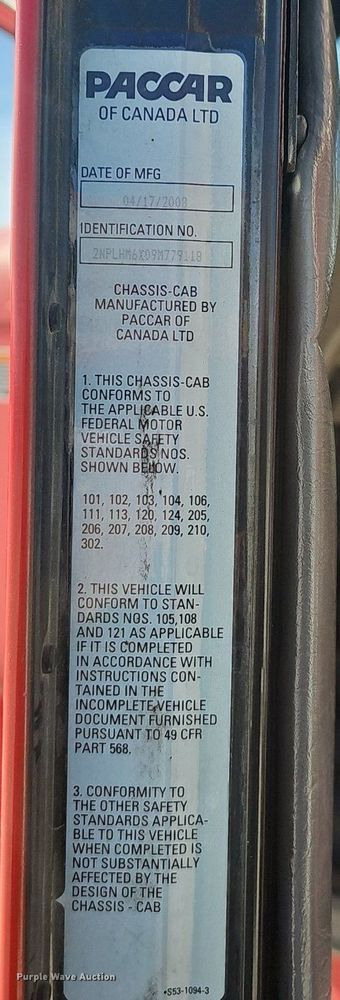 PACCAR
OF CANADA LTD
DATE OF MFG
04/17/2008
IDENTIFICATION NO.
2NPLHM6X09M779118
CHASSIS-CAB
MANUFACTURED BY
PACCAR OF
CANADA LTD
1. THIS CHASSIS-CAB
CONFORMS TO
THE APPLICABLE U.S.
FEDERAL MOTOR
VEHICLE SAFETY
STANDARDS NOS.
SHOWN BELOW.
101, 102, 103, 104, 106,
111, 113, 120, 124, 205,
206, 207, 208, 209, 210,
302.
2. THIS VEHICLE WILL
CONFORM TO STAN-
DARDS NOS. 105,108
AND 121 AS APPLICABLE
IF IT IS COMPLETED
IN ACCORDANCE WITH
INSTRUCTIONS CON-
TAINED IN THE
INCOMPLETE VEHICLE
DOCUMENT FURNISHED
PURSUANT TO 49 CFR
PART 568.
3. CONFORMITY TO
THE OTHER SAFETY
STANDARDS APPLICA-
BLE TO THIS VEHICLE
WHEN COMPLETED IS
NOT SUBSTANTIALLY
AFFECTED BY THE
DESIGN OF THE
CHASSIS - CAB
•S53-1094-3
Purple Wave Auction